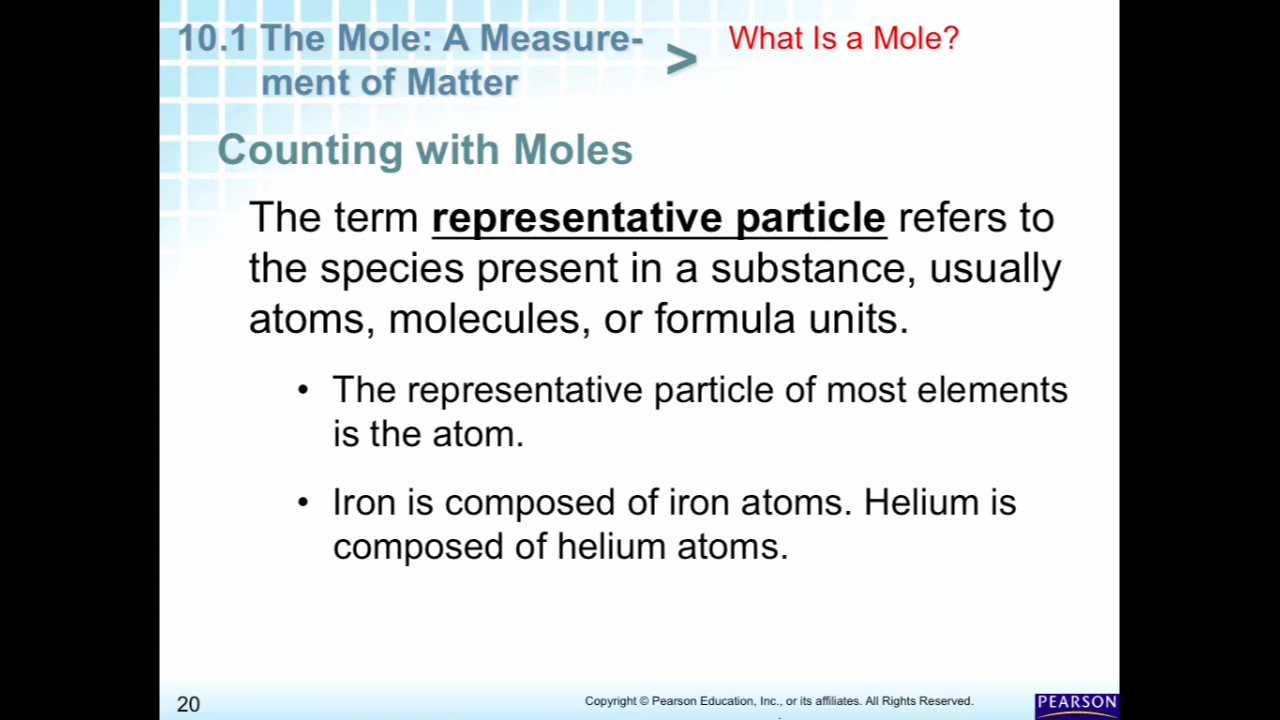 10.1 The Mole: A Measure-
ment of Matter
>
What Is a Mole?
Counting with Moles
The term representative particle refers to
the species present in a substance, usually
atoms, molecules, or formula units.
• The representative particle of most elements
is the atom.
• Iron is composed of iron atoms. Helium is
composed of helium atoms.
20
Copyright © Pearson Education, Inc., or its affiliates. All Rights Reserved.
PEARSON